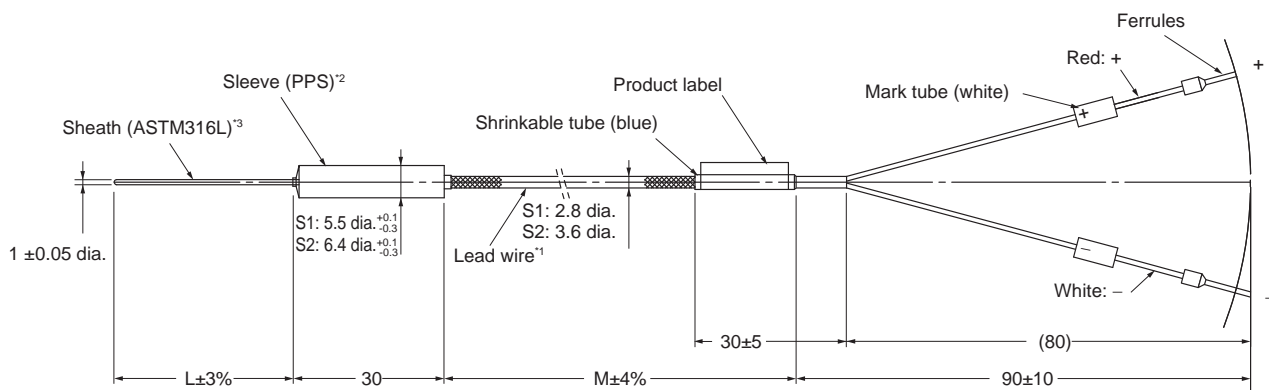 Ferrules
+
Red: +
Product label
Mark tube (white)
Sleeve (PPS)*2
Shrinkable tube (blue)
Sheath (ASTM316L)*3
+
S1: 5.5 dia. +0.1 -0.3
S2: 6.4 dia. +0.1 -0.3
S1: 2.8 dia.
S2: 3.6 dia.
Lead wire*1
1 ±0.05 dia.
−
White: −
30±5
(80)
L±3%
30
M±4%
90±10